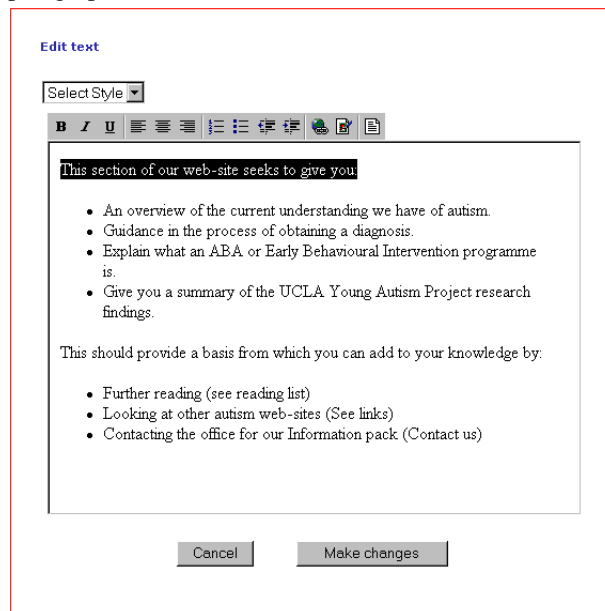 Edit text
Select Style
B I U
This section of our web-site seeks to give you:
An overview of the current understanding we have of autism.
Guidance in the process of obtaining a diagnosis.
Explain what an ABA or Early Behavioural Intervention programme
is.
Give you a summary of the UCLA Young Autism Project research
findings.
This should provide a basis from which you can add to your knowledge by:
Further reading (see reading list)
Looking at other autism web-sites (See links)
Contacting the office for our Information pack (Contact us)
Cancel Make changes